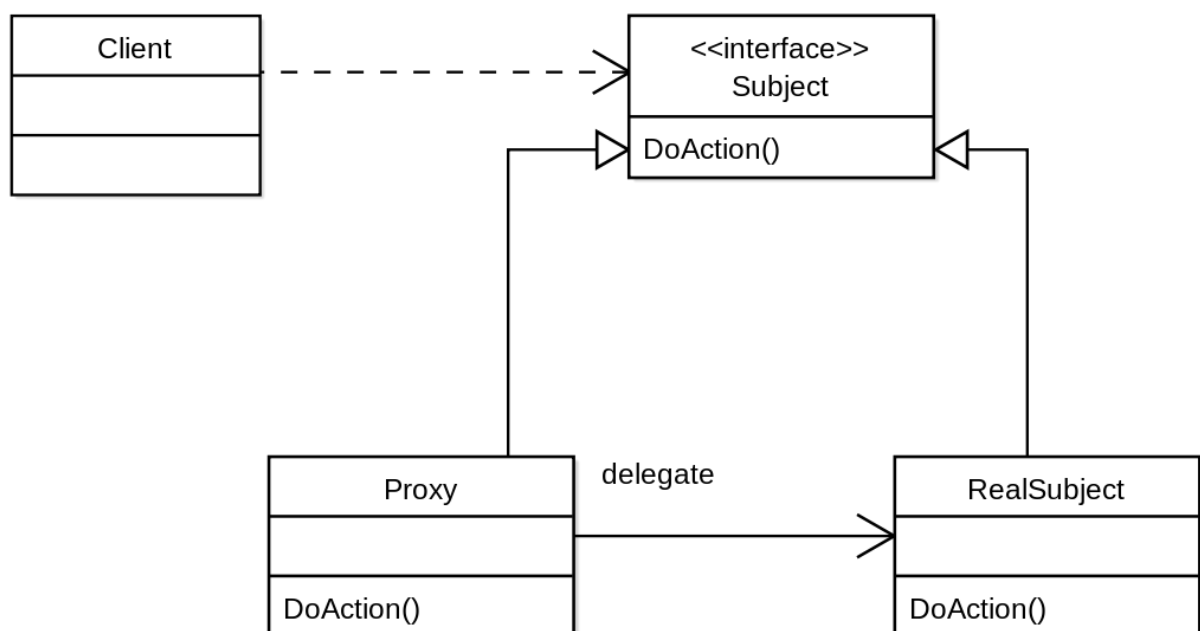 Client
<<interface>>
Subject
DoAction()
Proxy
delegate
RealSubject
DoAction()
DoAction()